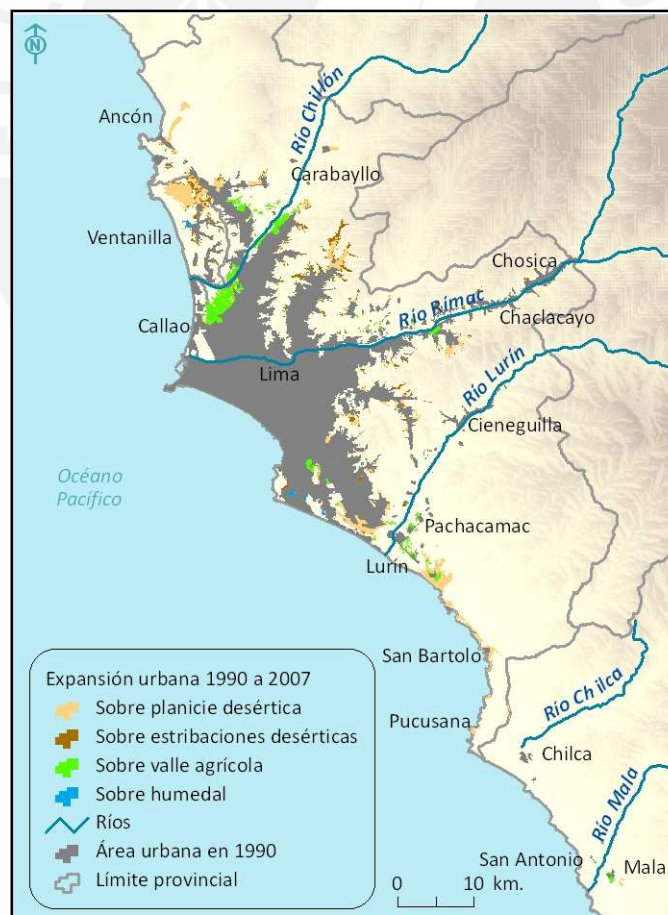 N
Ancón
Río Chillón
Carabayllo
Ventanilla
Chosica
Callao
Río Rímac
Chaclacayo
Lima
Río Lurín
Cieneguilla
Océano
Pacífico
Pachacamac
Lurín
San Bartolo
Río Chilca
Pucusana
Chilca
Río Mala
San Antonio
Mala
Expansión urbana 1990 a 2007
Sobre planicie desértica
Sobre estribaciones desérticas
Sobre valle agrícola
Sobre humedal
Ríos
Área urbana en 1990
Límite provincial
0 10 km.